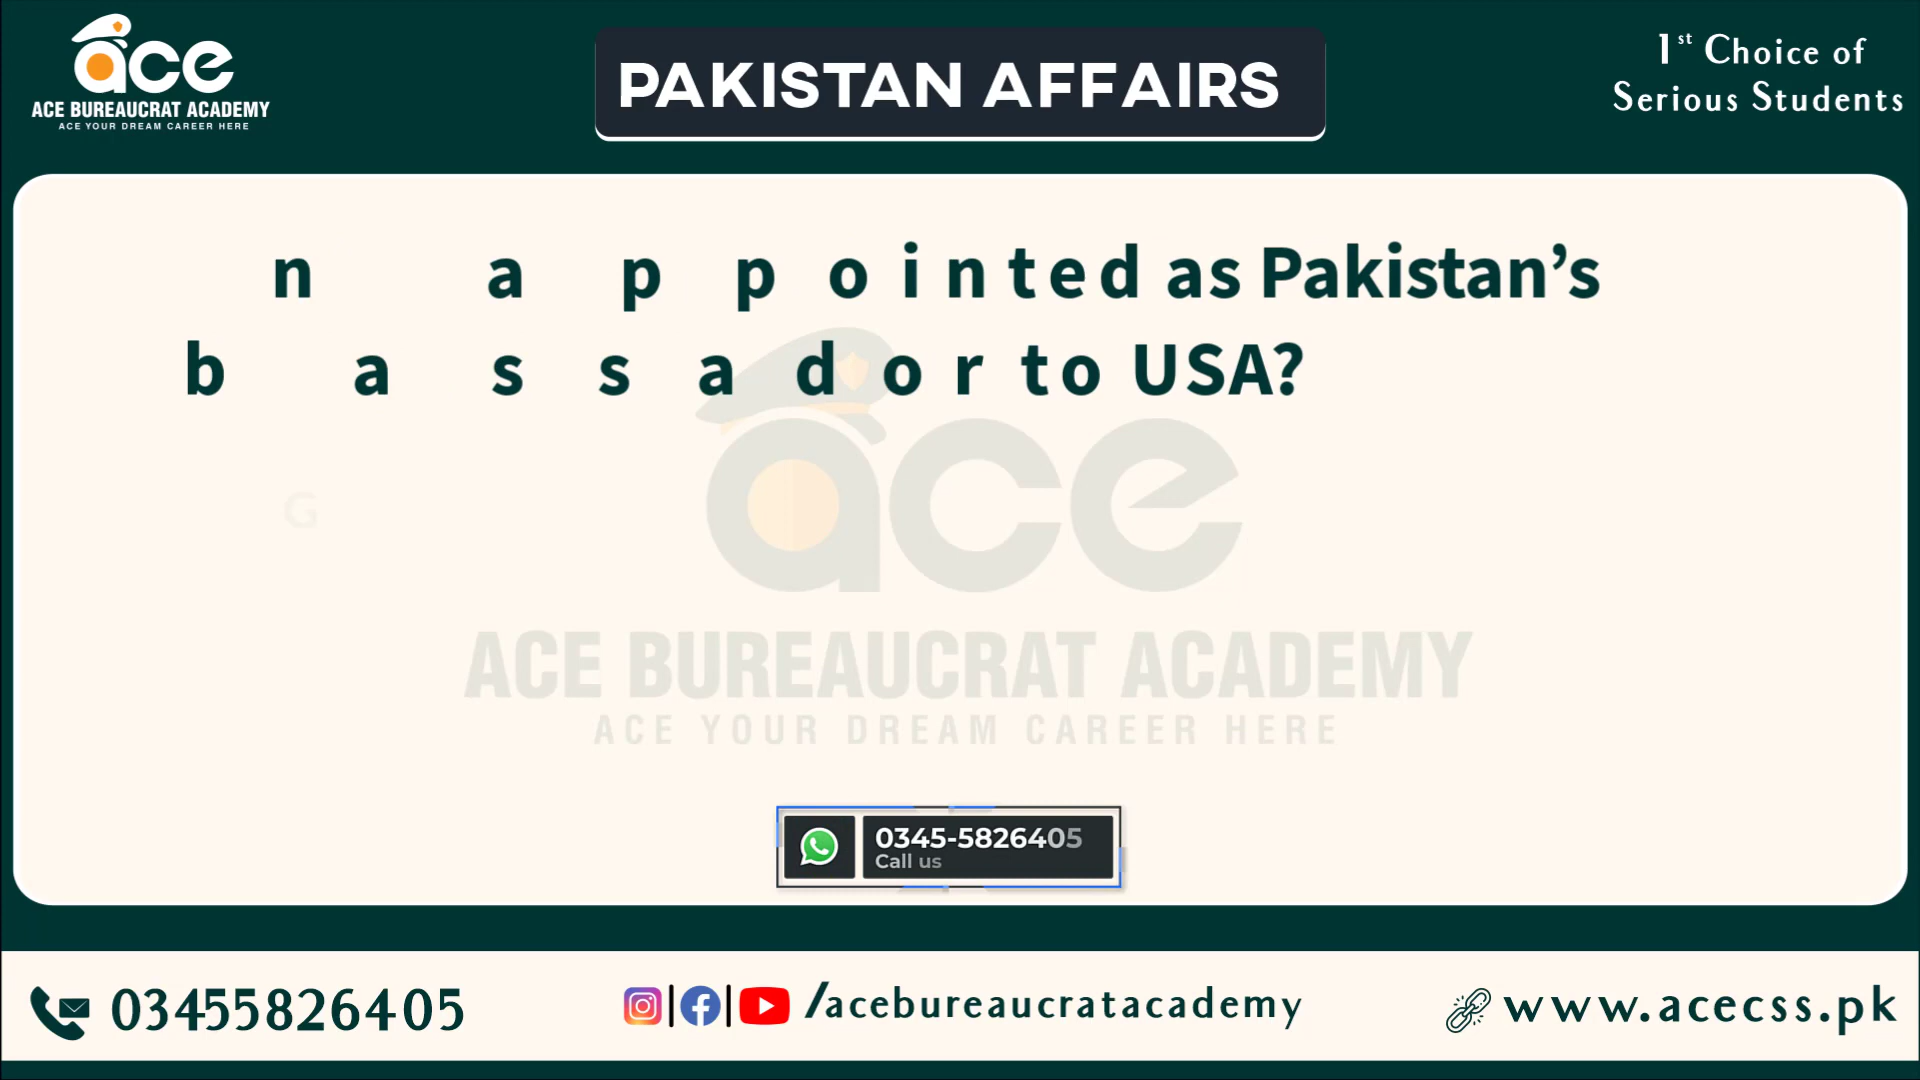 ace
ACE BUREAUCRAT ACADEMY
ACE YOUR DREAM CAREER HERE
PAKISTAN AFFAIRS
1st Choice of
Serious Students
n appointed as Pakistan’s
bassador to USA?
G
ace
ACE BUREAUCRAT ACADEMY
ACE YOUR DREAM CAREER HERE
0345-5826405
Call us
03455826405
/acebureaucratacademy
www.acecss.pk